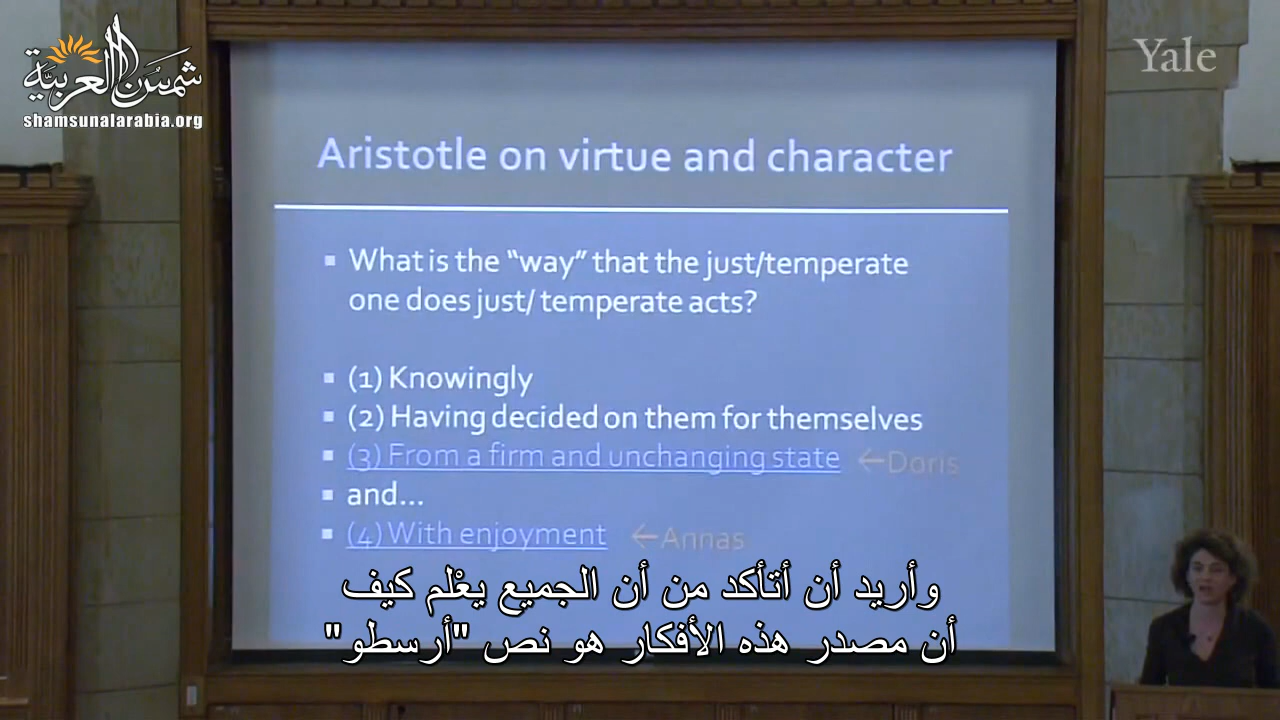 شمس العربية
shamsunalarabia.org
Yale
Aristotle on virtue and character
▪ What is the “way” that the just/temperate
one does just/ temperate acts?
▪ (1) Knowingly
▪ (2) Having decided on them for themselves
▪ (3) From a firm and unchanging state ←Doris
▪ and...
▪ (4) With enjoyment ←Annas
وأريد أن أتأكد من أن الجميع يعْلم كيف
أن مصدر هذه الأفكار هو نص "أرسطو"